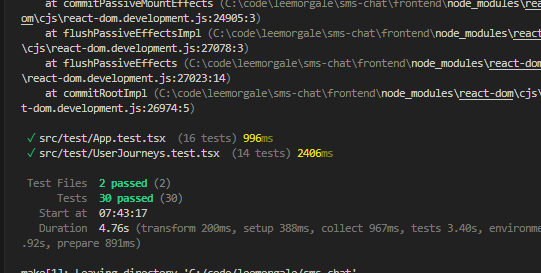 at commitPassiveMountEffects (C:\code\leemorgale\sms-chat\frontend\node_modules\react-d
om\cjs\react-dom.development.js:24905:3)
at flushPassiveEffectsImpl (C:\code\leemorgale\sms-chat\frontend\node_modules\react
\cjs\react-dom.development.js:27078:3)
at flushPassiveEffects (C:\code\leemorgale\sms-chat\frontend\node_modules\react-dom
\react-dom.development.js:27023:14)
at commitRootImpl (C:\code\leemorgale\sms-chat\frontend\node_modules\react-dom\cjs\
t-dom.development.js:26974:5)
✓ src/test/App.test.tsx (16 tests) 996ms
✓ src/test/UserJourneys.test.tsx (14 tests) 2406ms
Test Files 2 passed (2)
Tests 30 passed (30)
Start at 07:43:17
Duration 4.76s (transform 200ms, setup 388ms, collect 967ms, tests 3.40s, environme
.92s, prepare 891ms)
make[1]: Leaving directory 'C:/code/leemorgale/sms-chat'